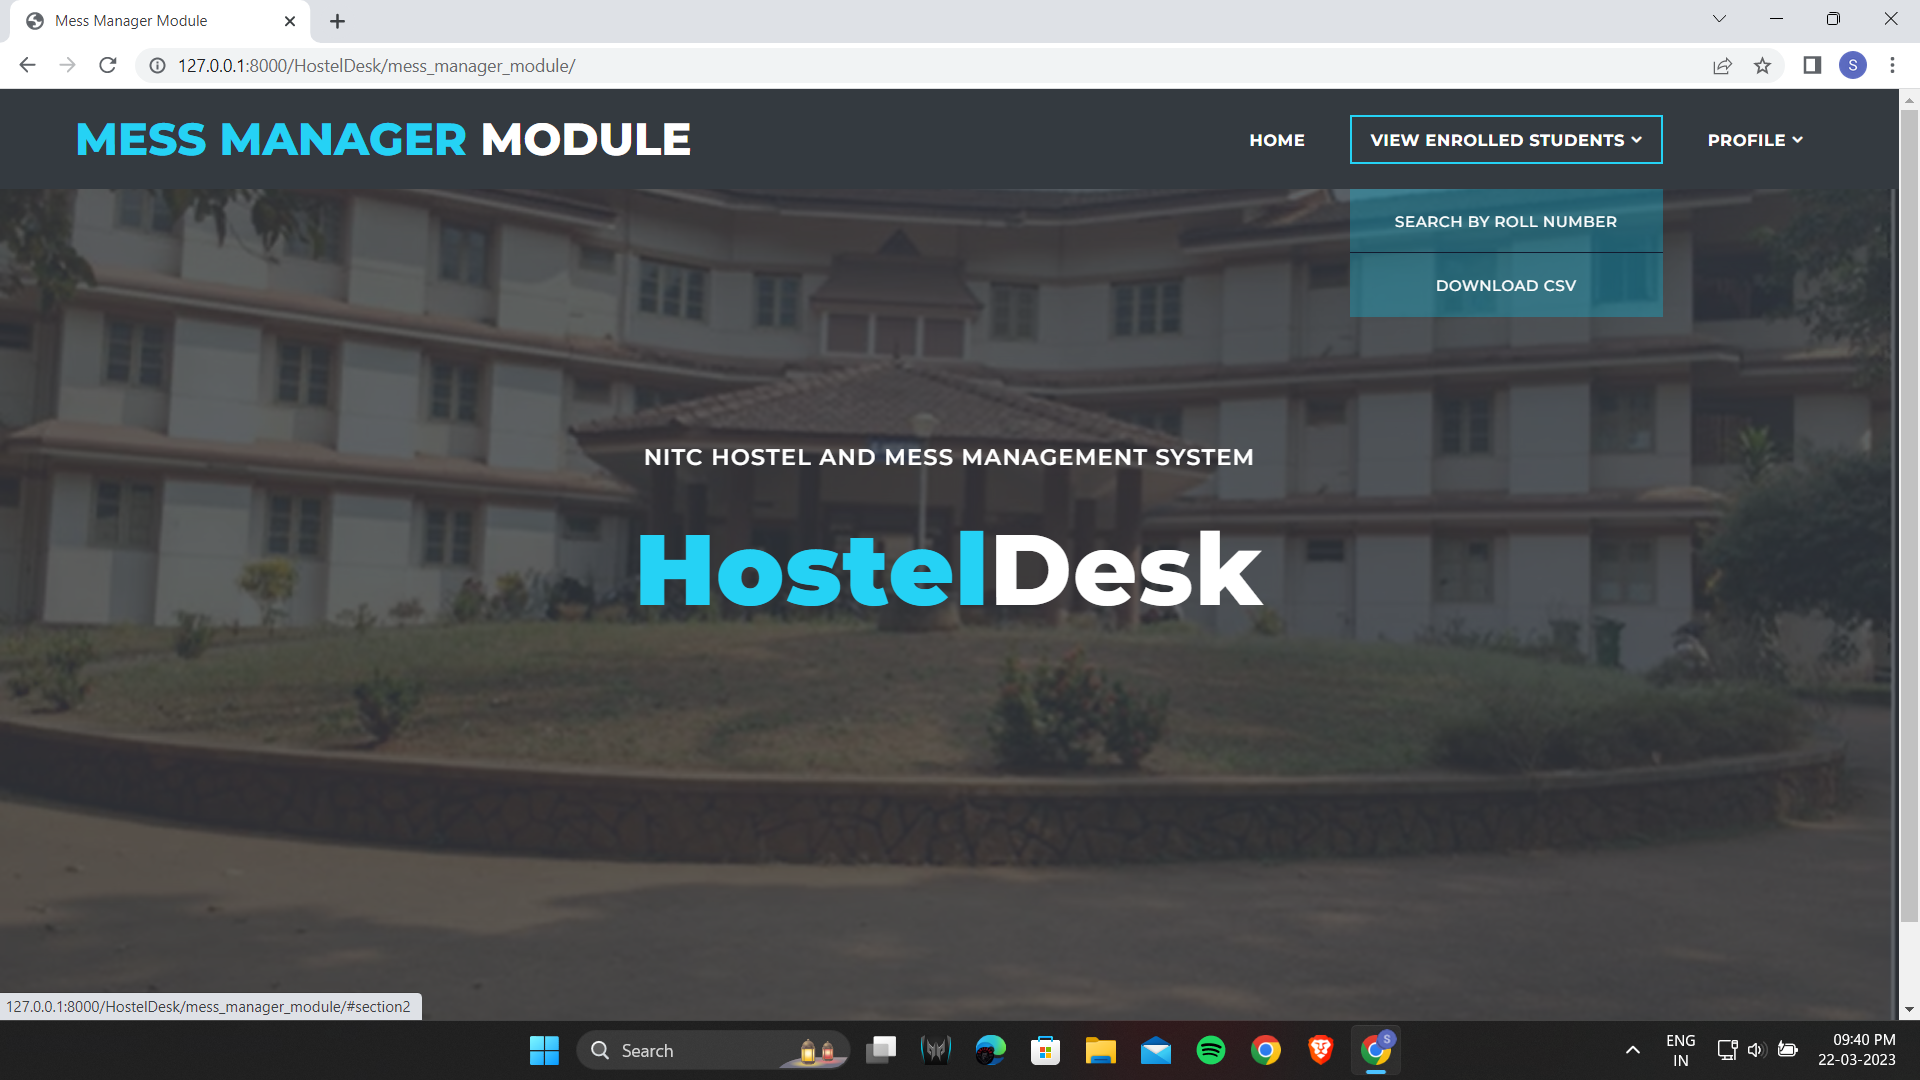 Mess Manager Module
127.0.0.1:8000/HostelDesk/mess_manager_module/
S
MESS MANAGER MODULE
HOME
VIEW ENROLLED STUDENTS
PROFILE
SEARCH BY ROLL NUMBER
DOWNLOAD CSV
NITC HOSTEL AND MESS MANAGEMENT SYSTEM
HostelDesk
127.0.0.1:8000/HostelDesk/mess_manager_module/#section2
Search
S
ENG
IN
09:40 PM
22-03-2023